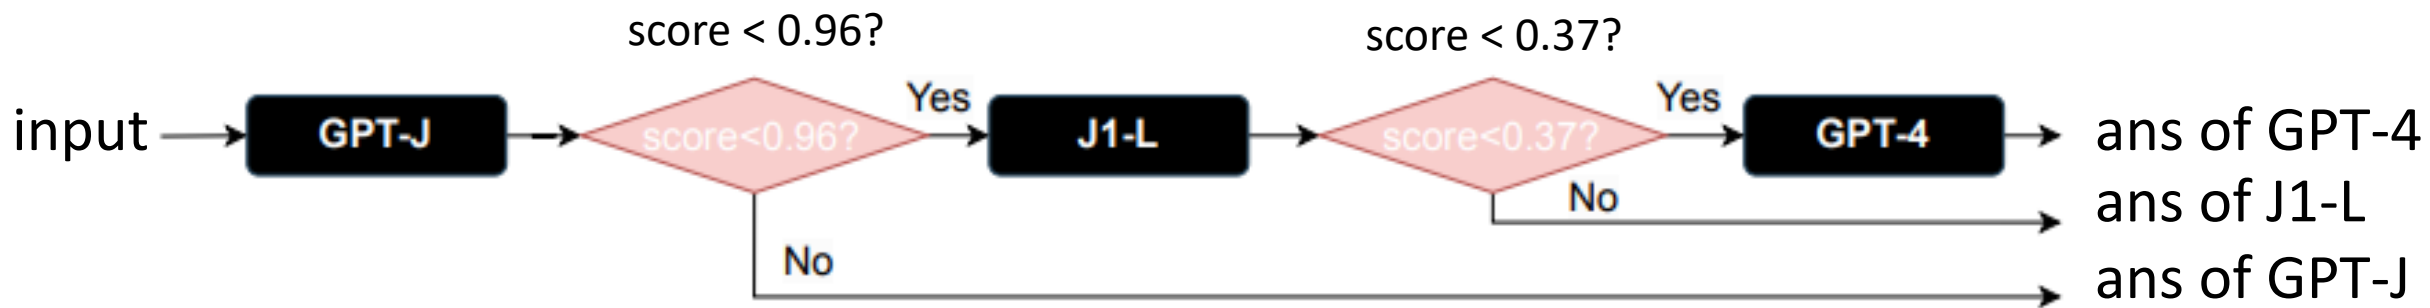 score < 0.96?
score < 0.37?
input
GPT-J
score<0.96?
Yes
J1-L
score<0.37?
Yes
GPT-4
ans of GPT-4
No
ans of J1-L
No
ans of GPT-J